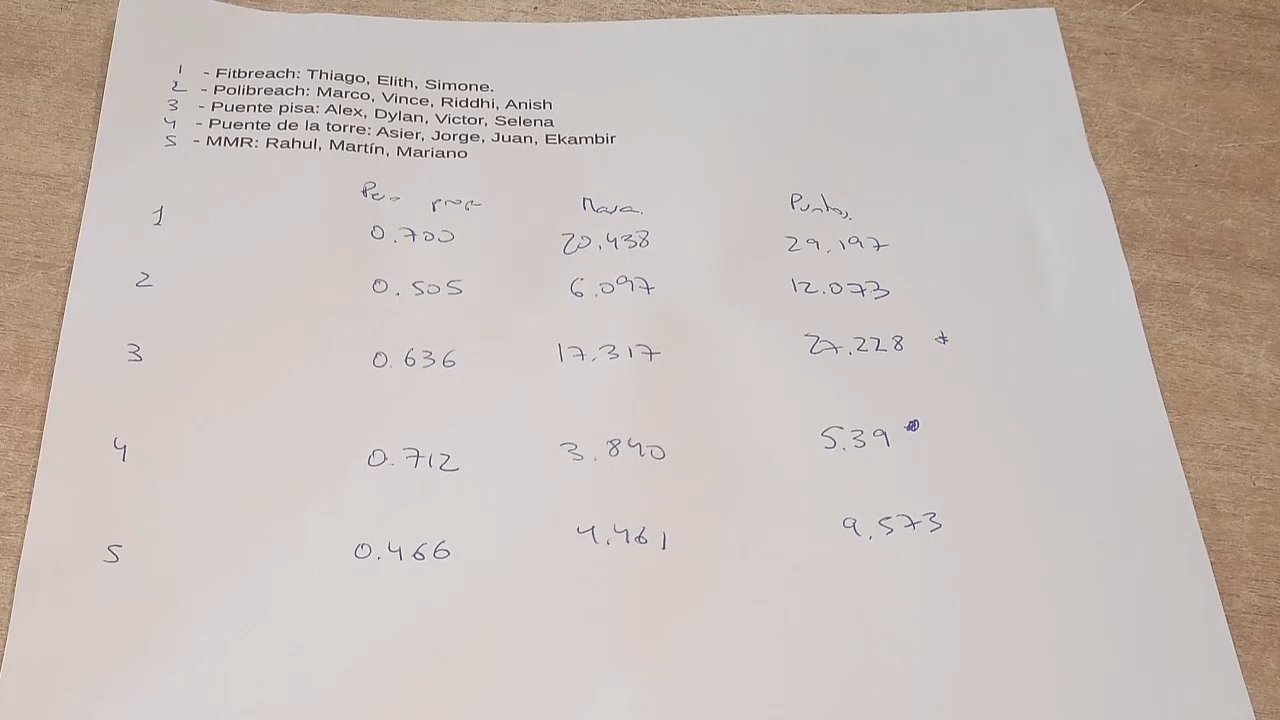 1 - Fitbreach: Thiago, Elith, Simone.
2 - Polibreach: Marco, Vince, Riddhi, Anish
3 - Puente pisa: Alex, Dylan, Victor, Selena
4 - Puente de la torre: Asier, Jorge, Juan, Ekambir
5 - MMR: Rahul, Martín, Mariano
Puntos.
1 0.700 20.438 29.197
2 0.505 6.097 12.073
3 0.636 17.317 27.228 *
4 0.712 3.840 5.39
5 0.466 4.461 9.573